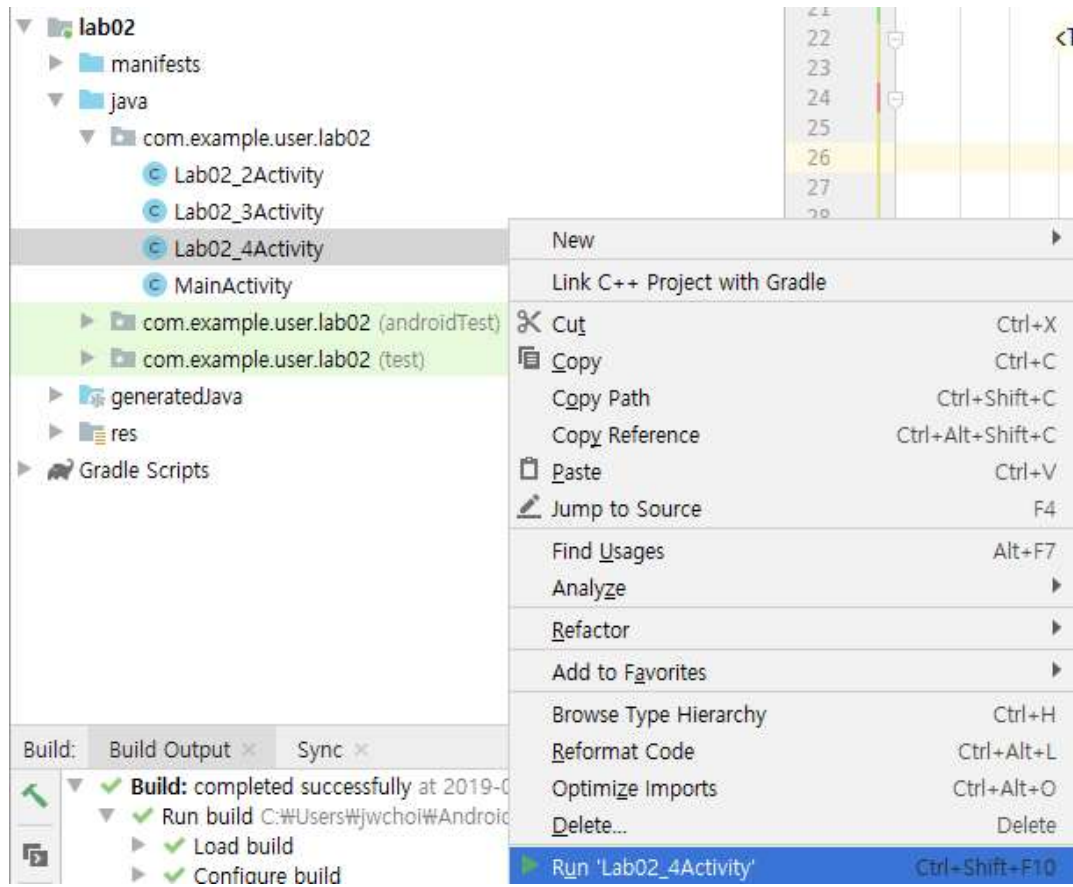 lab02
manifests
java
com.example.user.lab02
Lab02_2Activity
Lab02_3Activity
Lab02_4Activity
MainActivity
com.example.user.lab02 (androidTest)
com.example.user.lab02 (test)
generatedJava
res
Gradle Scripts
21
22 <T
23
24
25
26
27
28
New
Link C++ Project with Gradle
Cut Ctrl+X
Copy Ctrl+C
Copy Path Ctrl+Shift+C
Copy Reference Ctrl+Alt+Shift+C
Paste Ctrl+V
Jump to Source F4
Find Usages Alt+F7
Analyze
Refactor
Add to Favorites
Browse Type Hierarchy Ctrl+H
Reformat Code Ctrl+Alt+L
Optimize Imports Ctrl+Alt+O
Delete... Delete
Run 'Lab02_4Activity' Ctrl+Shift+F10
Build: Build Output Sync
Build: completed successfully at 2019-0
Run build C:₩Users₩jwchoi₩Android
Load build
Configure build